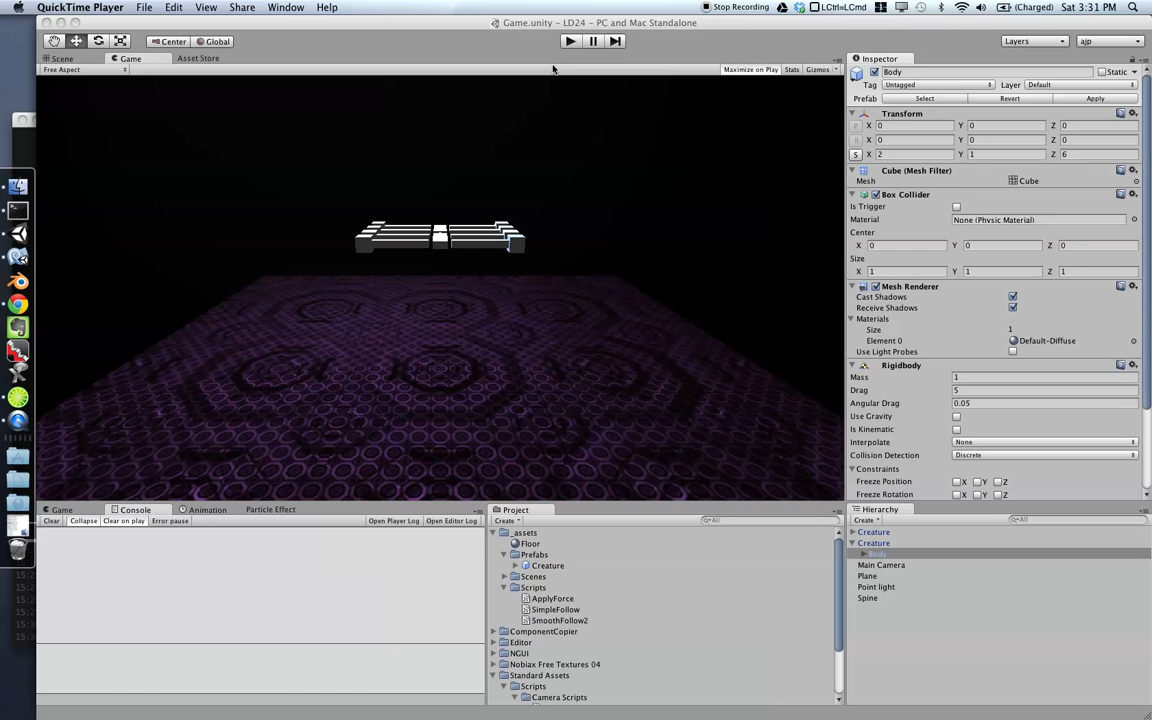 QuickTime Player File Edit View Share Window Help Stop Recording LCtrl=LCmd (Charged) Sat 3:31 PM
Game.unity - LD24 - PC and Mac Standalone
Center Global Layers ajp
Scene Game Asset Store
Free Aspect Maximize on Play Stats Gizmos
Inspector
Body Static
Tag Untagged Layer Default
Prefab Select Revert Apply
Transform
P X 0 Y 0 Z 0
R X 0 Y 0 Z 0
S X 2 Y 1 Z 6
Cube (Mesh Filter)
Mesh Cube
Box Collider
Is Trigger
Material None (Physic Material)
Center
X 0 Y 0 Z 0
Size
X 1 Y 1 Z 1
Mesh Renderer
Cast Shadows
Receive Shadows
Materials
Size 1
Element 0 Default-Diffuse
Use Light Probes
Rigidbody
Mass 1
Drag 5
Angular Drag 0.05
Use Gravity
Is Kinematic
Interpolate None
Collision Detection Discrete
Constraints
Freeze Position X Y Z
Freeze Rotation X Y Z
Game Console Animation Particle Effect
Clear Collapse Clear on play Error pause Open Player Log Open Editor Log
Project
Create All
_assets
Floor
Prefabs
Creature
Scenes
Scripts
ApplyForce
SimpleFollow
SmoothFollow2
ComponentCopier
Editor
NGUI
Nobiax Free Textures 04
Standard Assets
Scripts
Camera Scripts
Hierarchy
Create All
Creature
Creature
Body
Main Camera
Plane
Point light
Spine